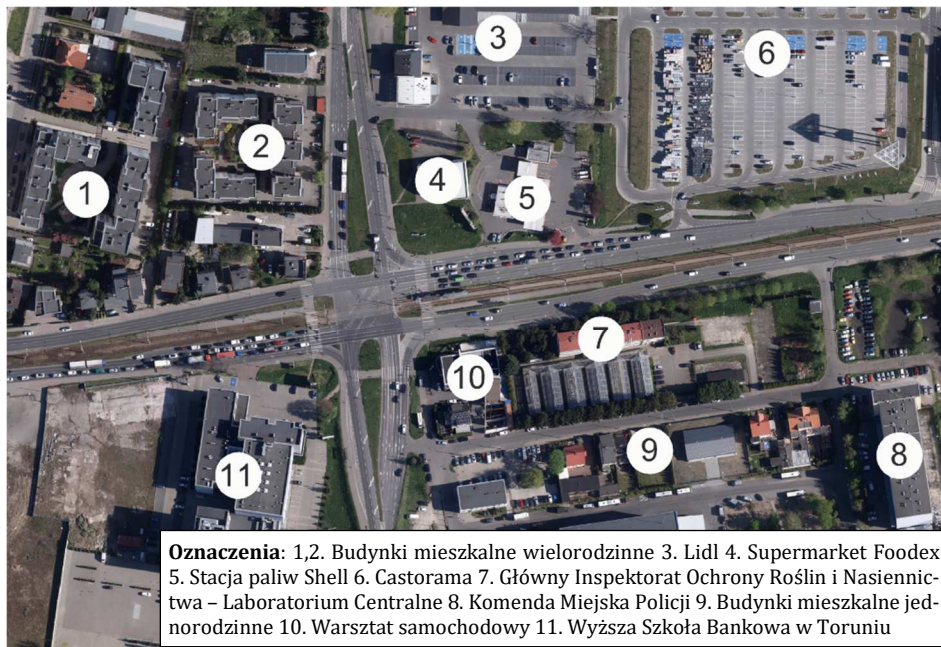 3
6
2
1
4
5
7
10
9
8
11
Oznaczenia: 1,2. Budynki mieszkalne wielorodzinne 3. Lidl 4. Supermarket Foodex
5. Stacja paliw Shell 6. Castorama 7. Główny Inspektorat Ochrony Roślin i Nasiennic-
twa – Laboratorium Centralne 8. Komenda Miejska Policji 9. Budynki mieszkalne jed-
norodzinne 10. Warsztat samochodowy 11. Wyższa Szkoła Bankowa w Toruniu